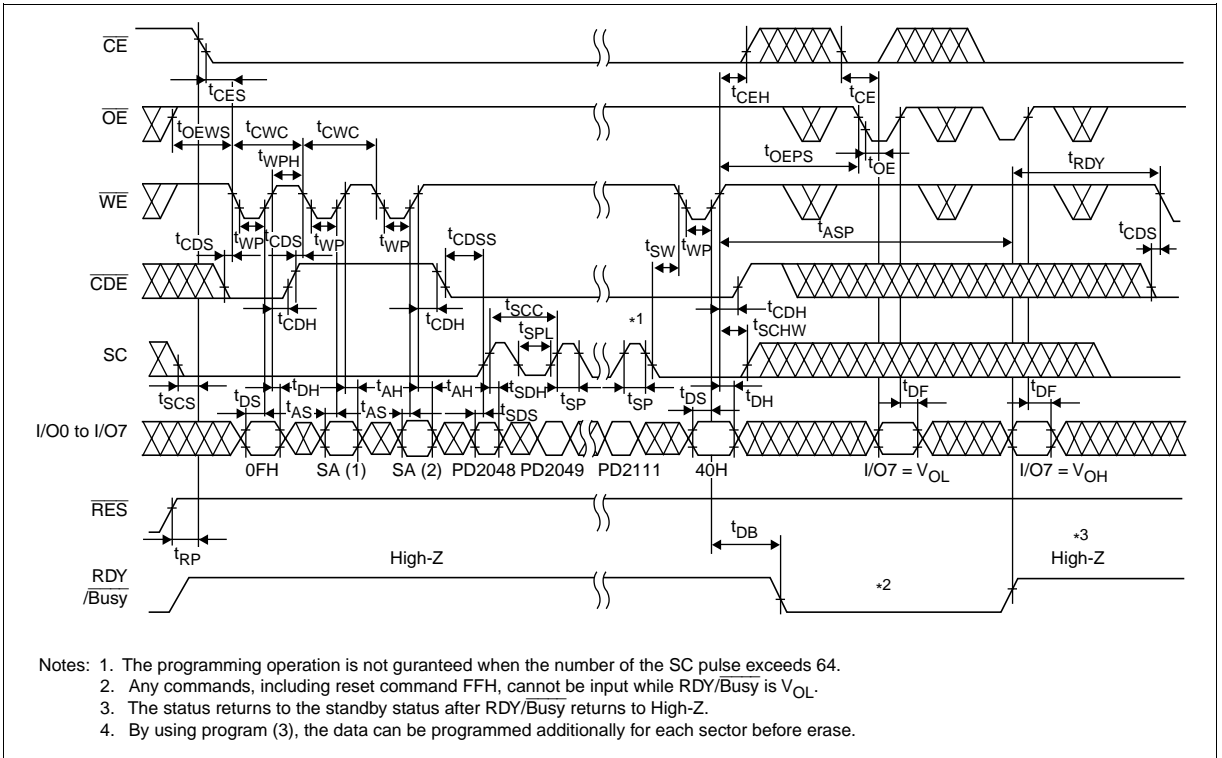 CE
tCES
tCEH
tCE
OE
tOEWS
tCWC
tCWC
tWPH
tOEPS
tOE
tRDY
WE
tCDS
tWP
tCDS
tWP
tWP
tCDSS
tSW
tWP
tASP
tCDS
CDE
tCDH
tCDH
tSCC
tSPL
*1
tCDH
tSCHW
SC
tSCS
tDS
tDH
tAS
tAH
tAS
tAH
tSDH
tSDS
tSP
tSP
tDS
tDH
tDF
tDF
I/O0 to I/O7
0FH
SA (1)
SA (2)
PD2048
PD2049
PD2111
40H
I/O7 = VOL
I/O7 = VOH
RES
tRP
tDB
High-Z
*3
High-Z
RDY
/Busy
*2
Notes: 1. The programming operation is not guranteed when the number of the SC pulse exceeds 64.
2. Any commands, including reset command FFH, cannot be input while RDY/Busy is VOL.
3. The status returns to the standby status after RDY/Busy returns to High-Z.
4. By using program (3), the data can be programmed additionally for each sector before erase.